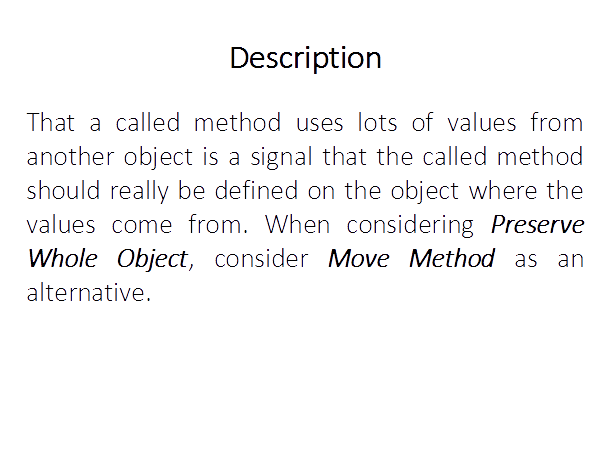 Description
That a called method uses lots of values from
another object is a signal that the called method
should really be defined on the object where the
values come from. When considering Preserve
Whole Object, consider Move Method as an
alternative.